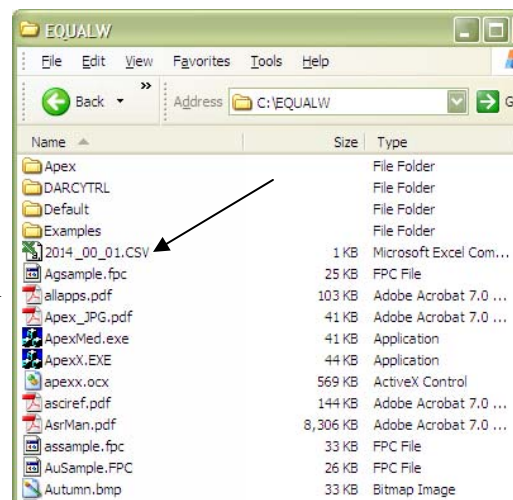 EQUALW
File Edit View Favorites Tools Help
Back » Address C:\EQUALW G
Name Size Type
Apex File Folder
DARCYTRL File Folder
Default File Folder
Examples File Folder
2014_00_01.CSV 1 KB Microsoft Excel Com...
Agsample.fpc 25 KB FPC File
allapps.pdf 103 KB Adobe Acrobat 7.0 ...
Apex_JPG.pdf 41 KB Adobe Acrobat 7.0 ...
ApexMed.exe 41 KB Application
ApexX.EXE 44 KB Application
apexx.ocx 569 KB ActiveX Control
asciref.pdf 144 KB Adobe Acrobat 7.0 ...
AsrMan.pdf 8,306 KB Adobe Acrobat 7.0 ...
assample.fpc 33 KB FPC File
AuSample.FPC 26 KB FPC File
Autumn.bmp 33 KB Bitmap Image